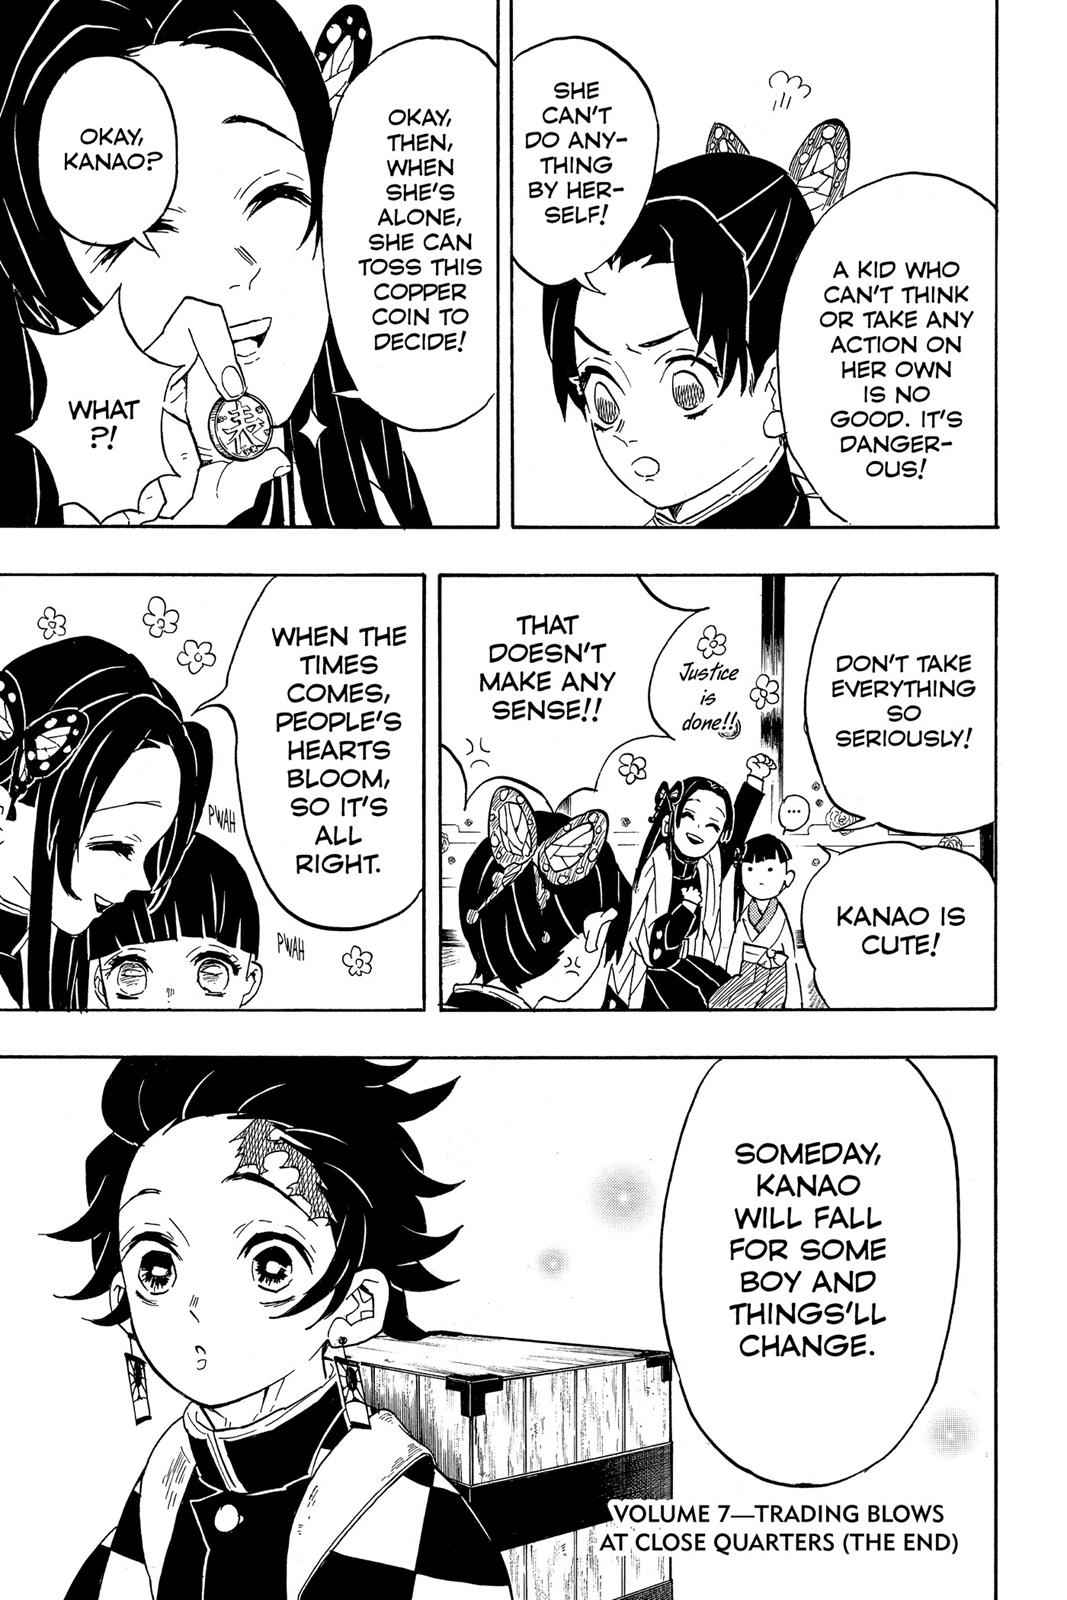 SHE
CAN'T
DO ANY-
THING
BY HER-
SELF!
A KID WHO
CAN'T THINK
OR TAKE ANY
ACTION ON
HER OWN
IS NO
GOOD. IT'S
DANGER-
OUS!
OKAY,
THEN,
WHEN
SHE'S
ALONE,
SHE CAN
TOSS THIS
COPPER
COIN TO
DECIDE!
OKAY,
KANAO?
WHAT
?!
表
DON'T TAKE
EVERYTHING
SO
SERIOUSLY!
KANAO IS
CUTE!
...
Justice
is
done!!
THAT
DOESN'T
MAKE ANY
SENSE!!
WHEN THE
TIMES
COMES,
PEOPLE'S
HEARTS
BLOOM,
SO IT'S
ALL
RIGHT.
PWAH
PWAH
SOMEDAY,
KANAO
WILL FALL
FOR SOME
BOY AND
THINGS'LL
CHANGE.
VOLUME 7—TRADING BLOWS
AT CLOSE QUARTERS (THE END)